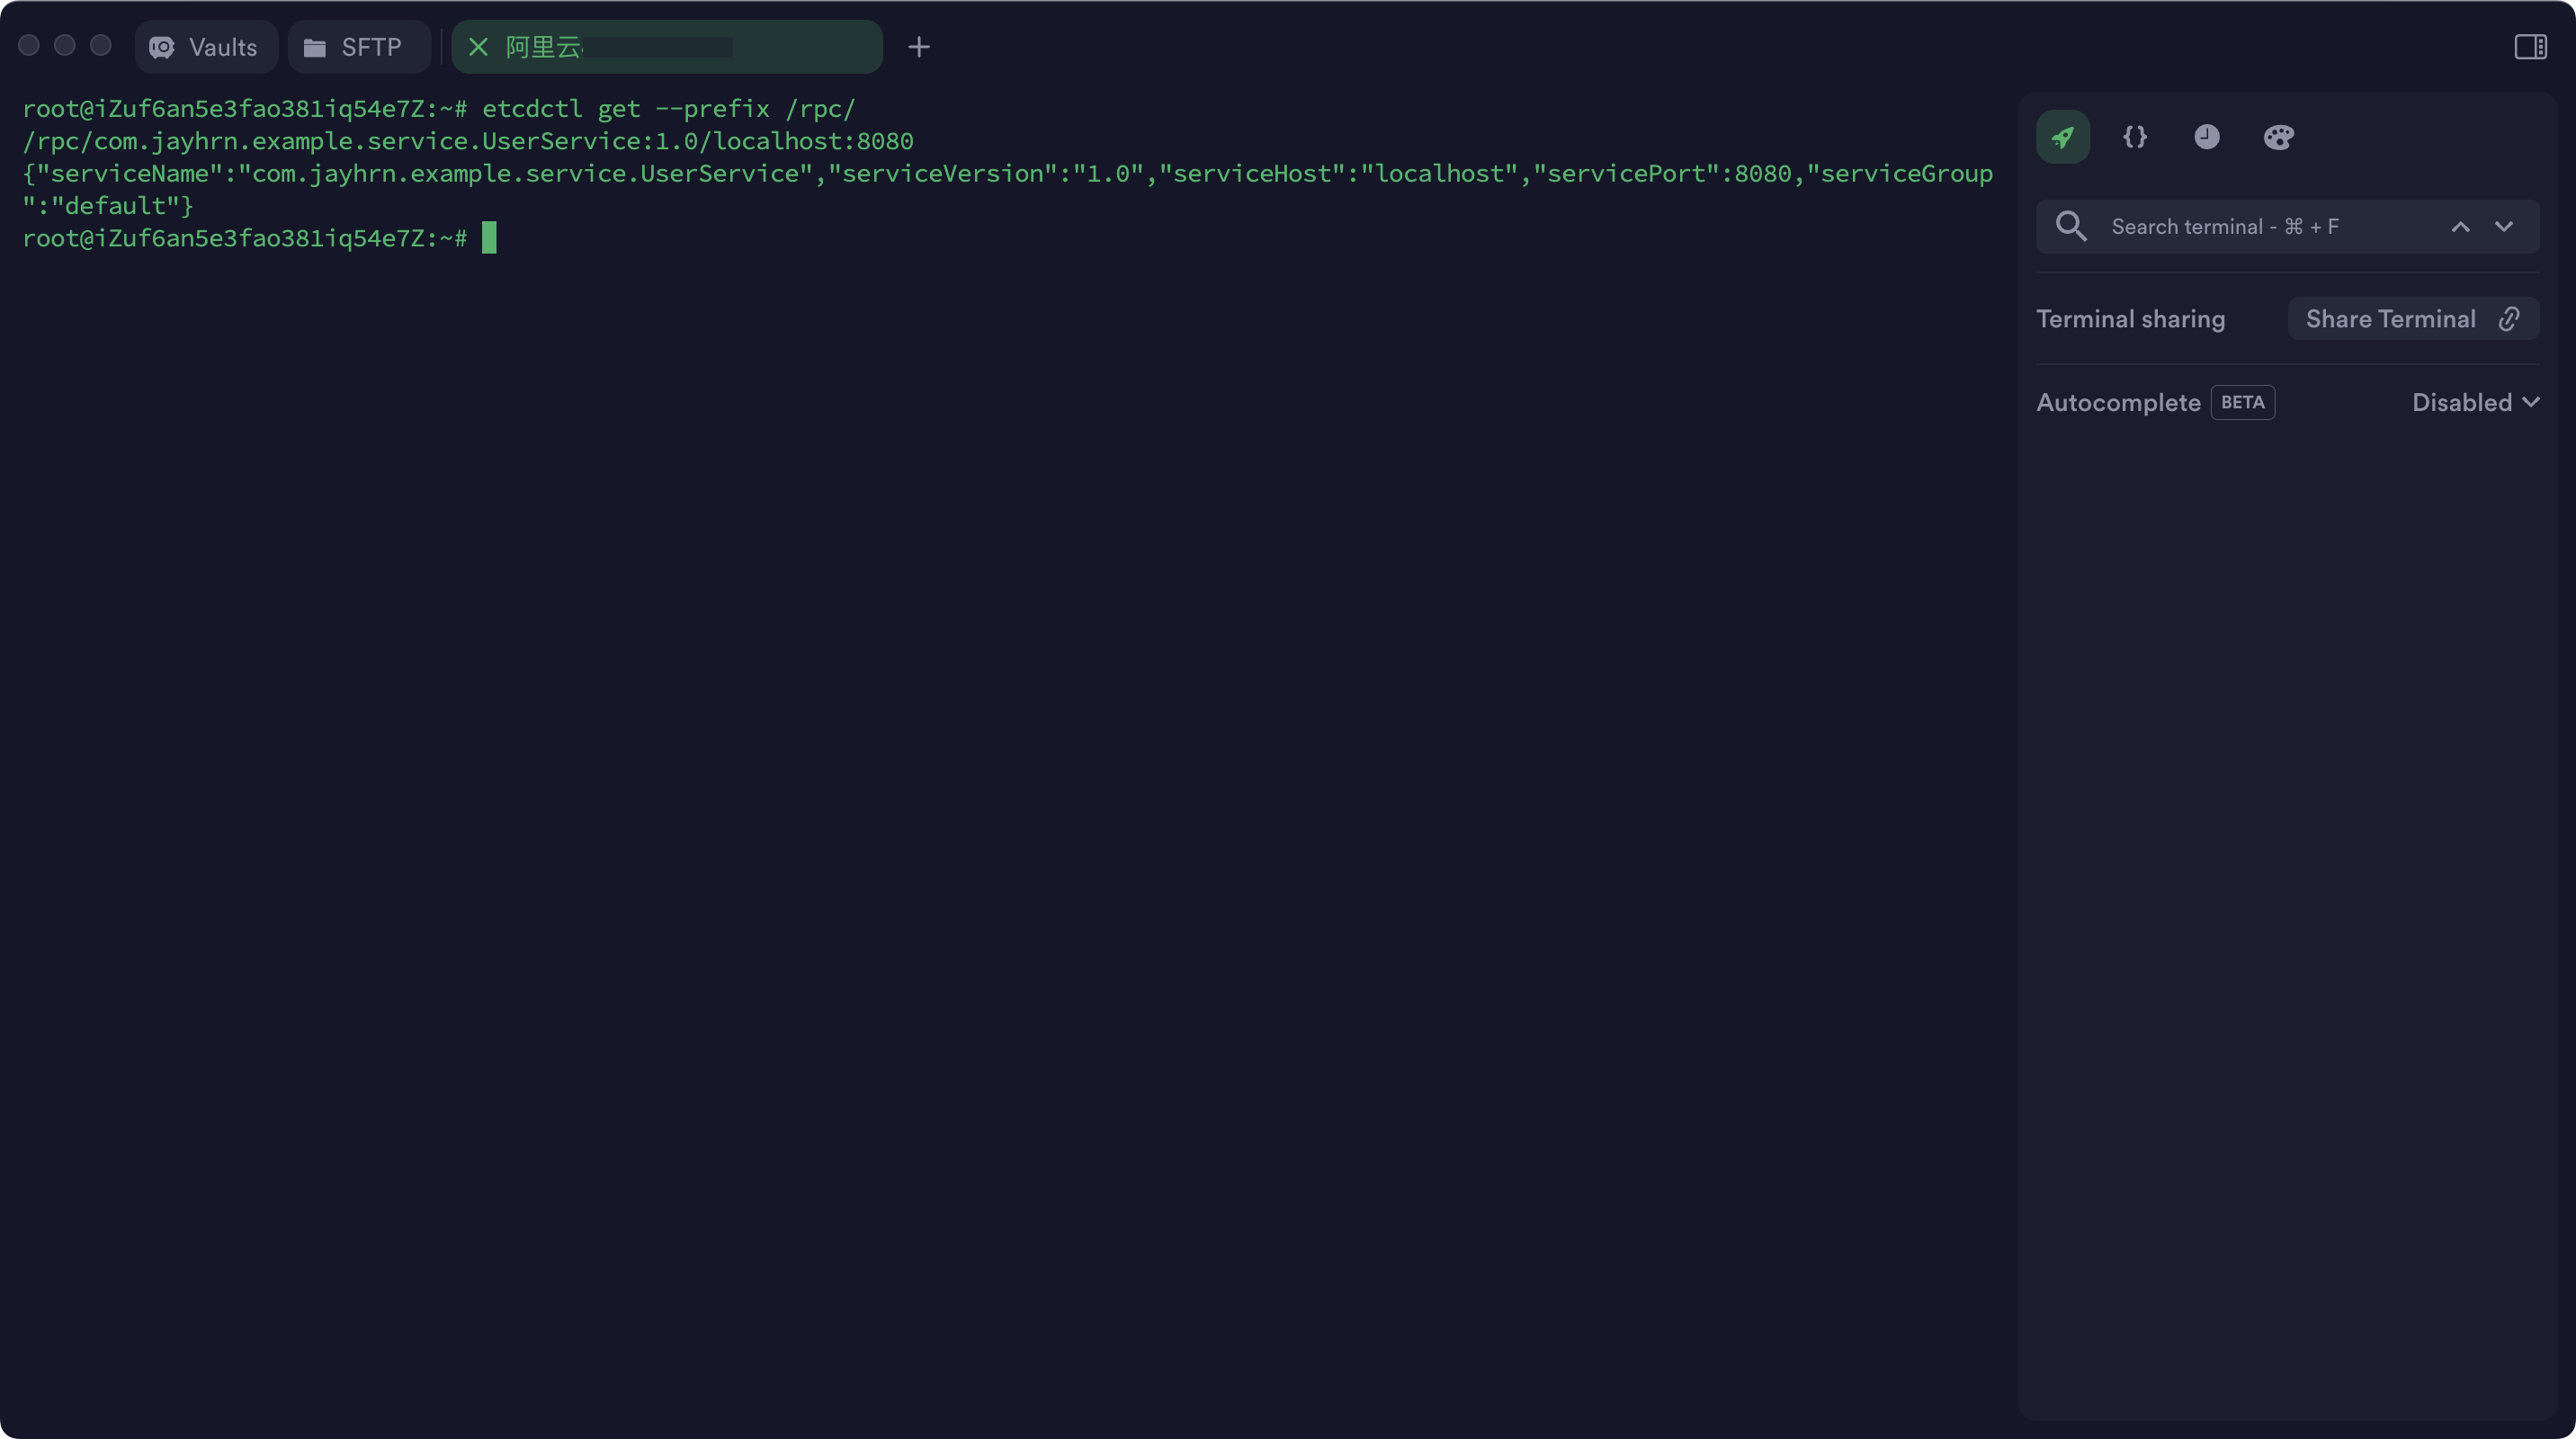 Vaults
SFTP
阿里云
root@iZuf6an5e3fao381iq54e7Z:~# etcdctl get --prefix /rpc/
/rpc/com.jayhrn.example.service.UserService:1.0/localhost:8080
{"serviceName":"com.jayhrn.example.service.UserService","serviceVersion":"1.0","serviceHost":"localhost","servicePort":8080,"serviceGroup
":"default"}
root@iZuf6an5e3fao381iq54e7Z:~#
Search terminal - ⌘ + F
Terminal sharing
Share Terminal
Autocomplete BETA
Disabled